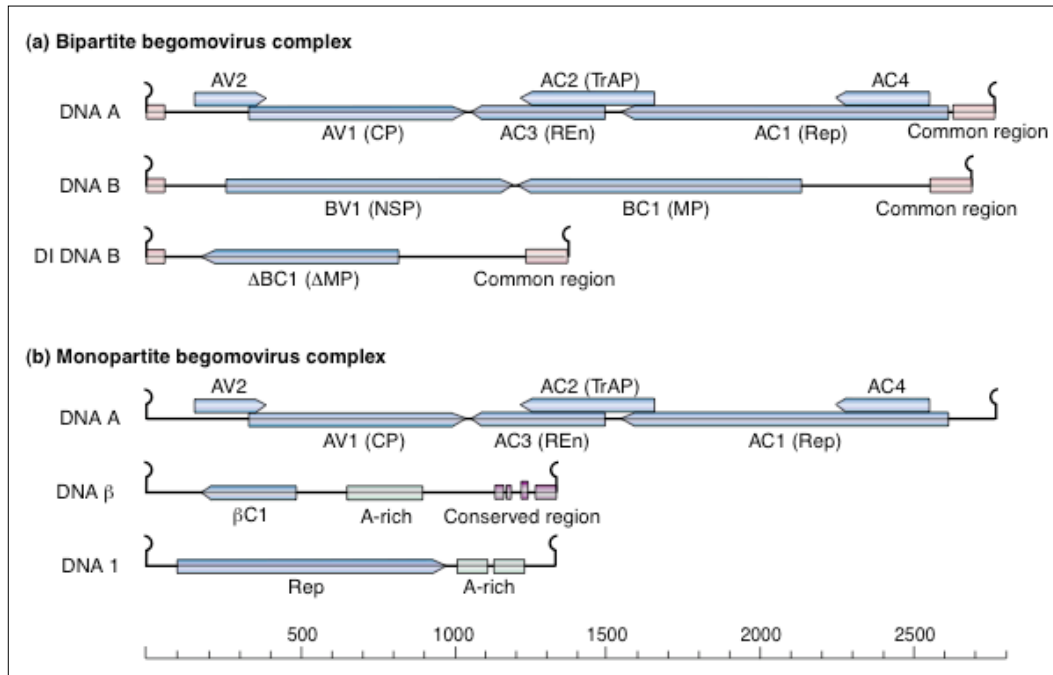 (a) Bipartite begomovirus complex
AV2 AC2 (TrAP) AC4
DNA A
AV1 (CP) AC3 (REn) AC1 (Rep) Common region
DNA B
BV1 (NSP) BC1 (MP) Common region
DI DNA B
ΔBC1 (ΔMP) Common region
(b) Monopartite begomovirus complex
AV2 AC2 (TrAP) AC4
DNA A
AV1 (CP) AC3 (REn) AC1 (Rep)
DNA β
βC1 A-rich Conserved region
DNA 1
Rep A-rich
500 1000 1500 2000 2500